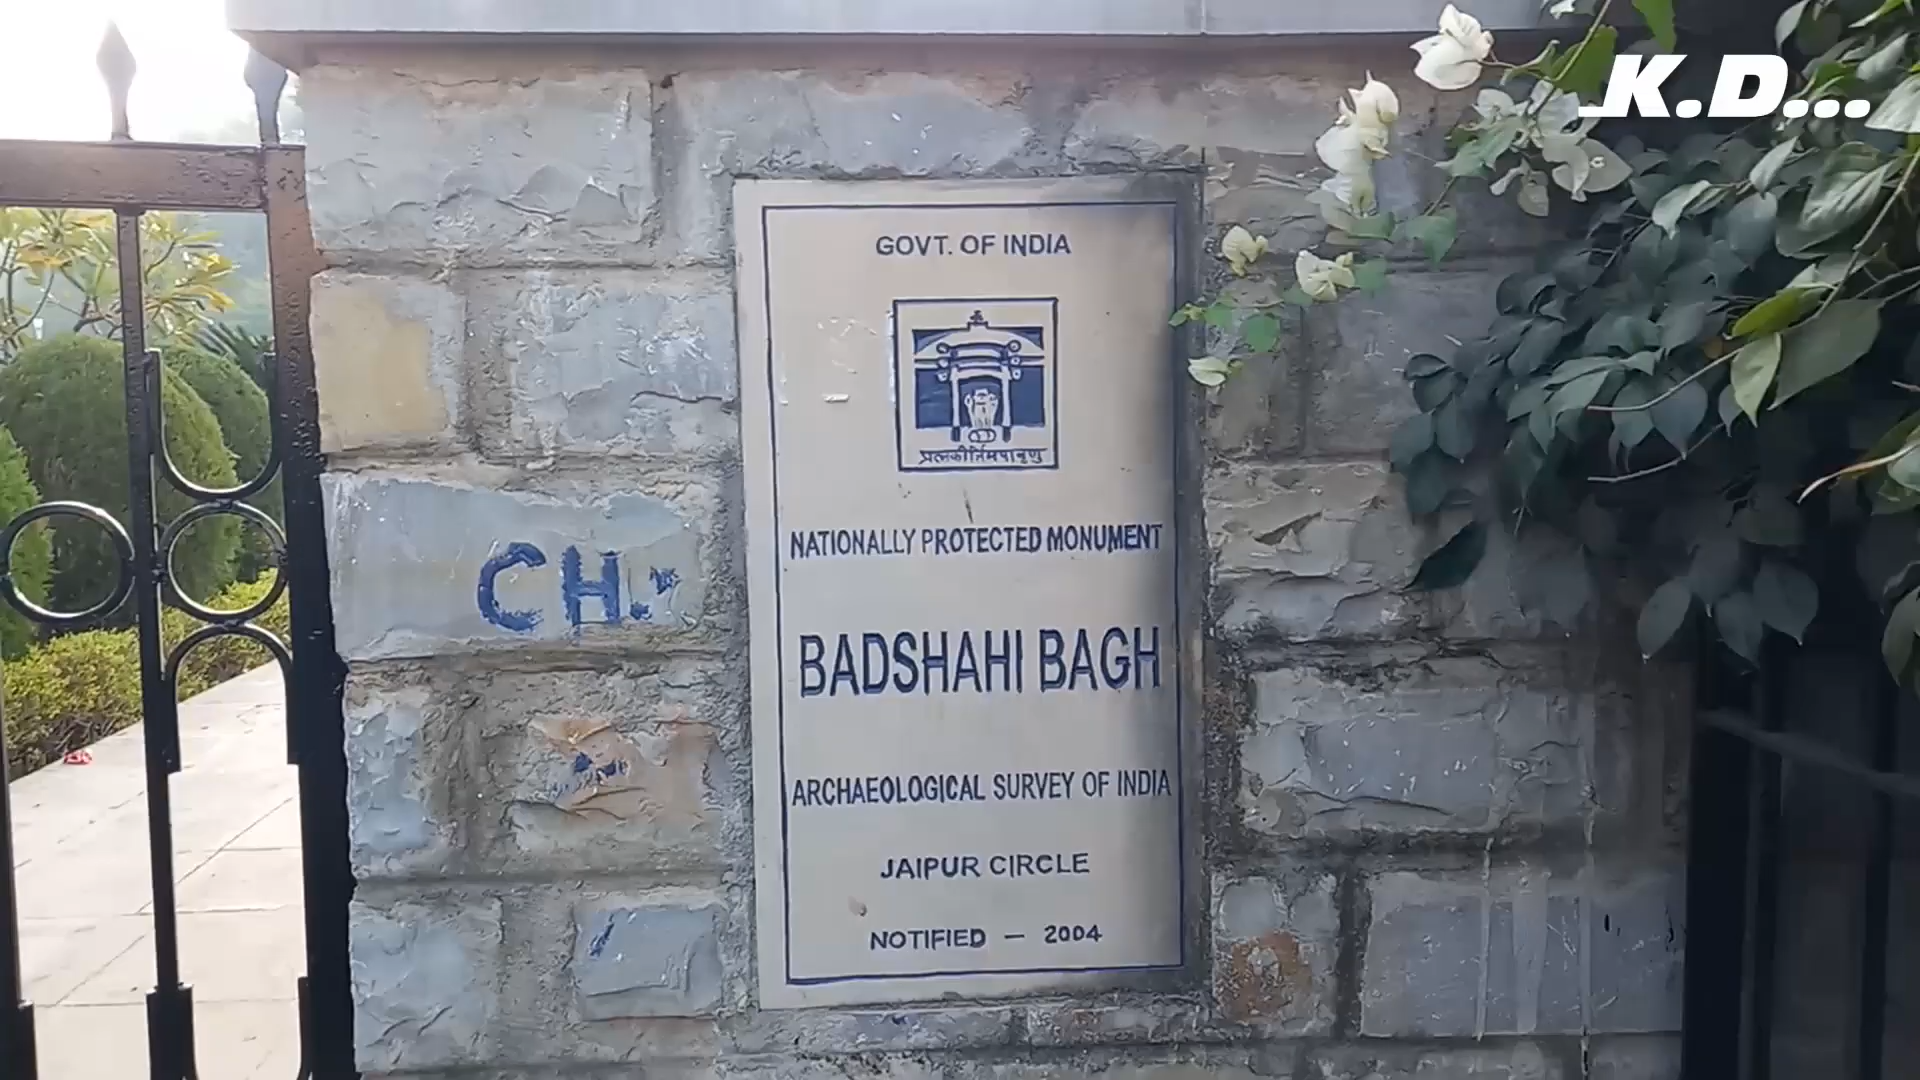 K.D...
GOVT. OF INDIA
प्रत्नकीर्तिमपावृणु
NATIONALLY PROTECTED MONUMENT
CH.
BADSHAHI BAGH
ARCHAEOLOGICAL SURVEY OF INDIA
JAIPUR CIRCLE
NOTIFIED – 2004